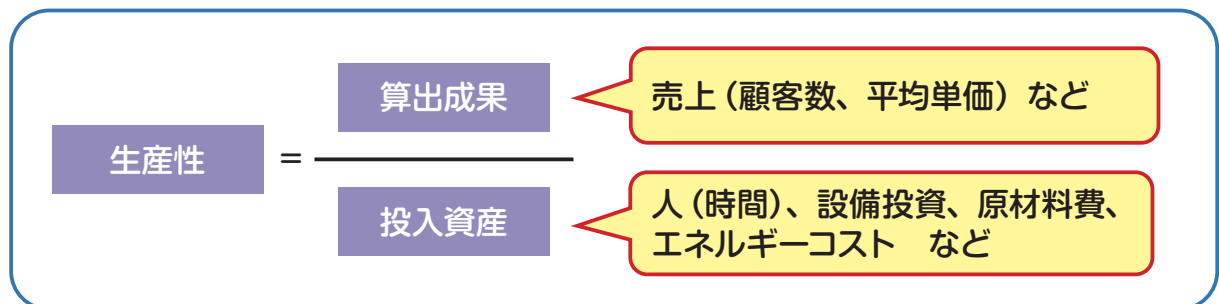 算出成果
売上（顧客数、平均単価）など
生産性
=
投入資産
人（時間）、設備投資、原材料費、
エネルギーコスト　など